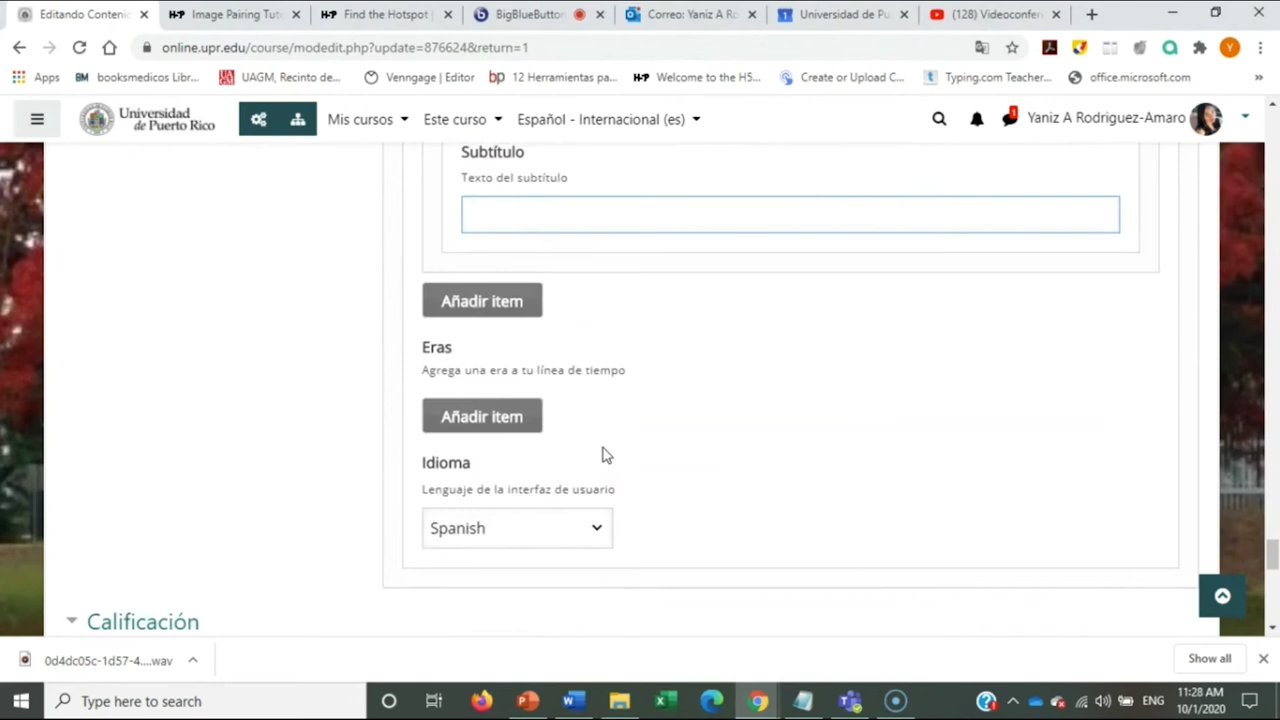 Editando Conteni
Image Pairing Tuto
Find the Hotspot |
BigBlueButton
Correo: Yaniz A Ro
Universidad de Pu
(128) Videoconfere
online.upr.edu/course/modedit.php?update=876624&return=1
Apps
booksmedicos Libr...
UAGM, Recinto de...
Venngage | Editor
12 Herramientas pa...
Welcome to the H5...
Create or Upload C...
Typing.com Teacher...
office.microsoft.com
Universidad
de Puerto Rico
Mis cursos
Este curso
Español - Internacional (es)
Yaniz A Rodriguez-Amaro
Subtítulo
Texto del subtítulo
Añadir item
Eras
Agrega una era a tu línea de tiempo
Añadir item
Idioma
Lenguaje de la interfaz de usuario
Spanish
Calificación
0d4dc05c-1d57-4....wav
Show all
Type here to search
ENG
11:28 AM
10/1/2020